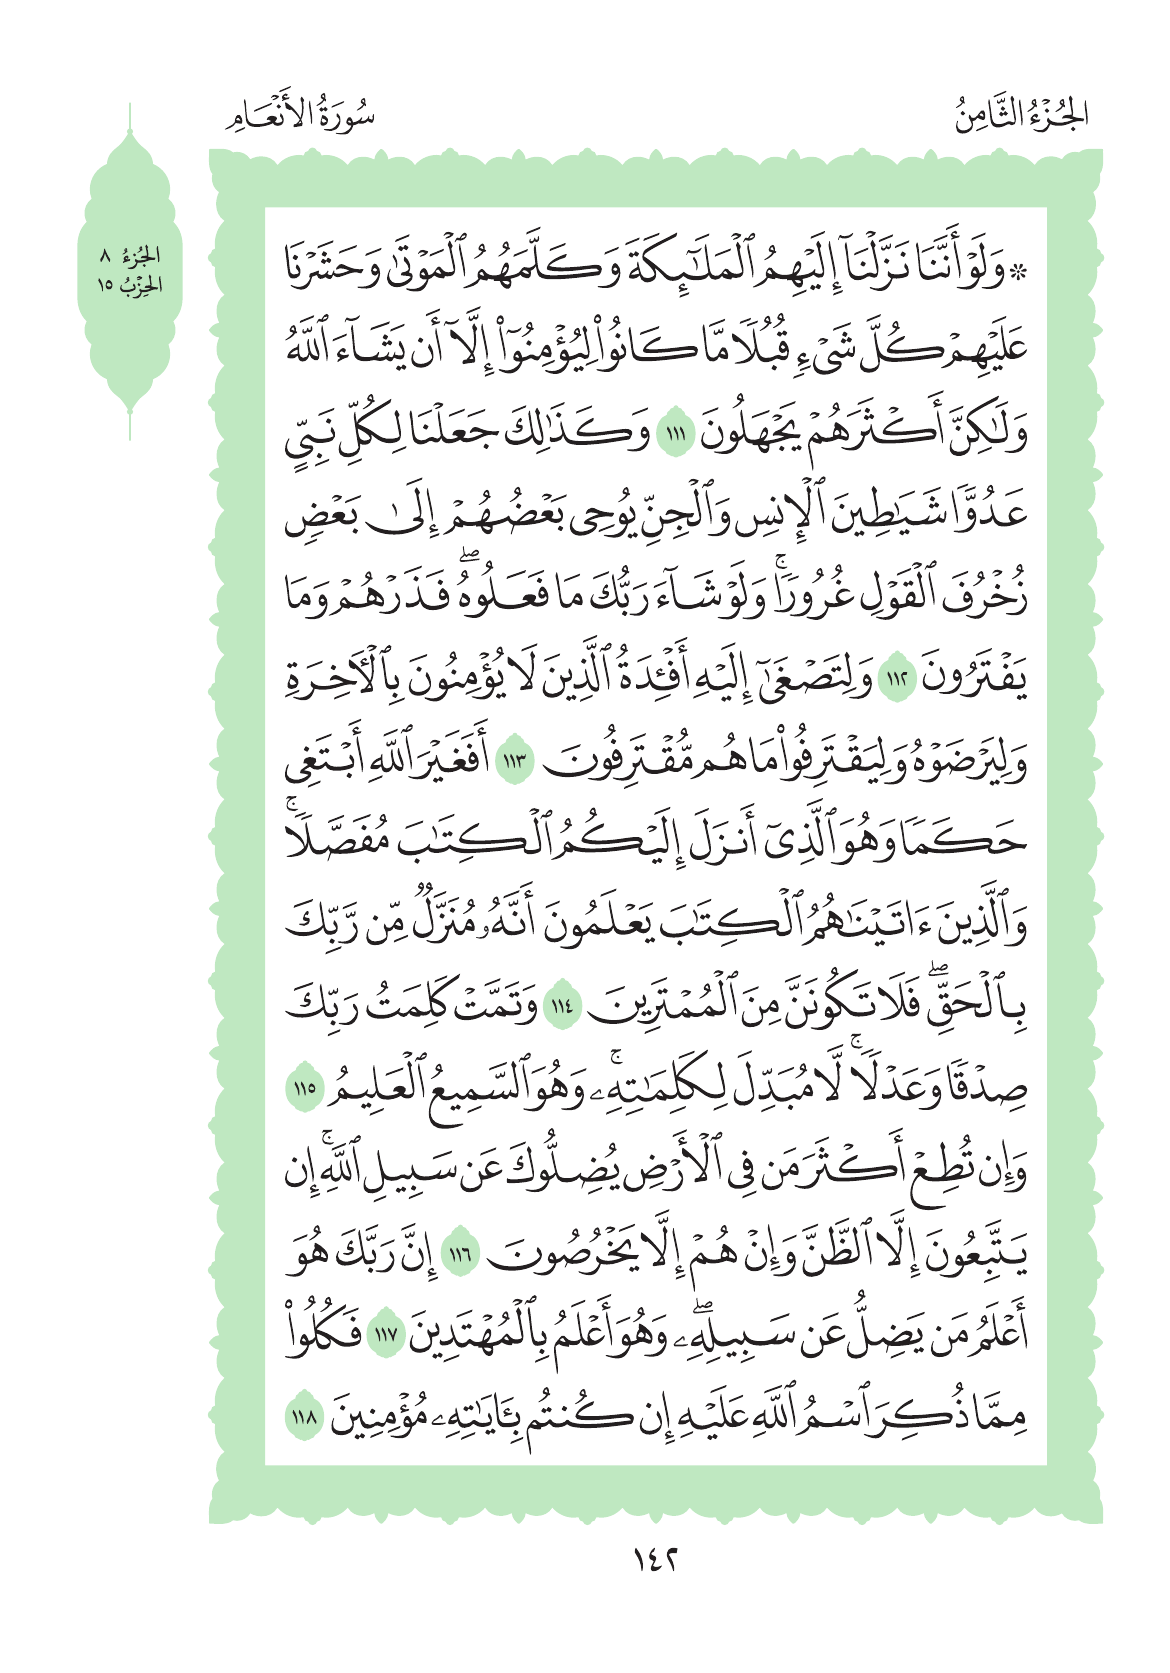 الجُزْءُ الثَّامِنُ
سُورَةُ الأَنْعَامِ
الجُزءُ ٨
الحِزْبُ ١٥
۞ وَلَوْ أَنَّنَا نَزَّلْنَآ إِلَيْهِمُ ٱلْمَلَـٰٓئِكَةَ وَكَلَّمَهُمُ ٱلْمَوْتَىٰ وَحَشَرْنَا
عَلَيْهِمْ كُلَّ شَىْءٍ قُبُلًا مَّا كَانُوا۟ لِيُؤْمِنُوٓا۟ إِلَّآ أَن يَشَآءَ ٱللَّهُ
وَلَـٰكِنَّ أَكْثَرَهُمْ يَجْهَلُونَ ١١١ وَكَذَٰلِكَ جَعَلْنَا لِكُلِّ نَبِىٍّ
عَدُوًّا شَيَـٰطِينَ ٱلْإِنسِ وَٱلْجِنِّ يُوحِى بَعْضُهُمْ إِلَىٰ بَعْضٍ
زُخْرُفَ ٱلْقَوْلِ غُرُورًا ۚ وَلَوْ شَآءَ رَبُّكَ مَا فَعَلُوهُ ۖ فَذَرْهُمْ وَمَا
يَفْتَرُونَ ١١٢ وَلِتَصْغَىٰٓ إِلَيْهِ أَفْـِٔدَةُ ٱلَّذِينَ لَا يُؤْمِنُونَ بِٱلْـَٔاخِرَةِ
وَلِيَرْضَوْهُ وَلِيَقْتَرِفُوا۟ مَا هُم مُّقْتَرِفُونَ ١١٣ أَفَغَيْرَ ٱللَّهِ أَبْتَغِى
حَكَمًا وَهُوَ ٱلَّذِىٓ أَنزَلَ إِلَيْكُمُ ٱلْكِتَـٰبَ مُفَصَّلًا ۚ
وَٱلَّذِينَ ءَاتَيْنَـٰهُمُ ٱلْكِتَـٰبَ يَعْلَمُونَ أَنَّهُۥ مُنَزَّلٌ مِّن رَّبِّكَ
بِٱلْحَقِّ ۖ فَلَا تَكُونَنَّ مِنَ ٱلْمُمْتَرِينَ ١١٤ وَتَمَّتْ كَلِمَتُ رَبِّكَ
صِدْقًا وَعَدْلًا ۚ لَّا مُبَدِّلَ لِكَلِمَـٰتِهِۦ ۚ وَهُوَ ٱلسَّمِيعُ ٱلْعَلِيمُ ١١٥
وَإِن تُطِعْ أَكْثَرَ مَن فِى ٱلْأَرْضِ يُضِلُّوكَ عَن سَبِيلِ ٱللَّهِ ۚ إِن
يَتَّبِعُونَ إِلَّا ٱلظَّنَّ وَإِنْ هُمْ إِلَّا يَخْرُصُونَ ١١٦ إِنَّ رَبَّكَ هُوَ
أَعْلَمُ مَن يَضِلُّ عَن سَبِيلِهِۦ ۖ وَهُوَ أَعْلَمُ بِٱلْمُهْتَدِينَ ١١٧ فَكُلُوا۟
مِمَّا ذُكِرَ ٱسْمُ ٱللَّهِ عَلَيْهِ إِن كُنتُم بِـَٔايَـٰتِهِۦ مُؤْمِنِينَ ١١٨
١٤٢